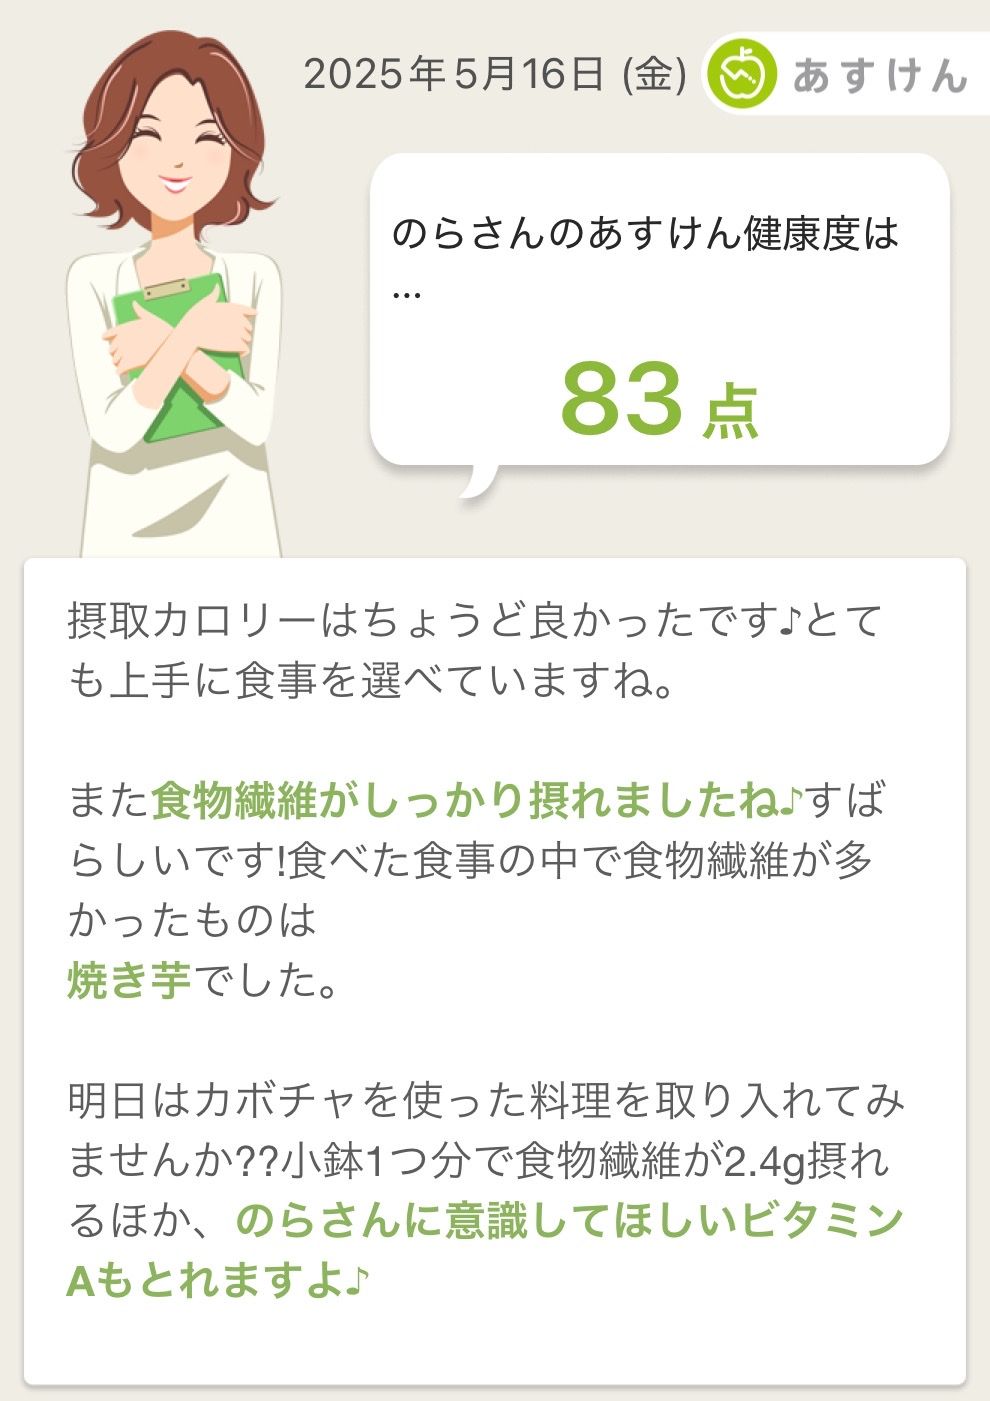 2025年5月16日 (金)
あすけん
のらさんのあすけん健康度は
...
83点
摂取カロリーはちょうど良かったです♪とて
も上手に食事を選べていますね。
また食物繊維がしっかり摂れましたね♪すば
らしいです!食べた食事の中で食物繊維が多
かったものは
焼き芋でした。
明日はカボチャを使った料理を取り入れてみ
ませんか??小鉢1つ分で食物繊維が2.4g摂れ
るほか、のらさんに意識してほしいビタミン
Aもとれますよ♪